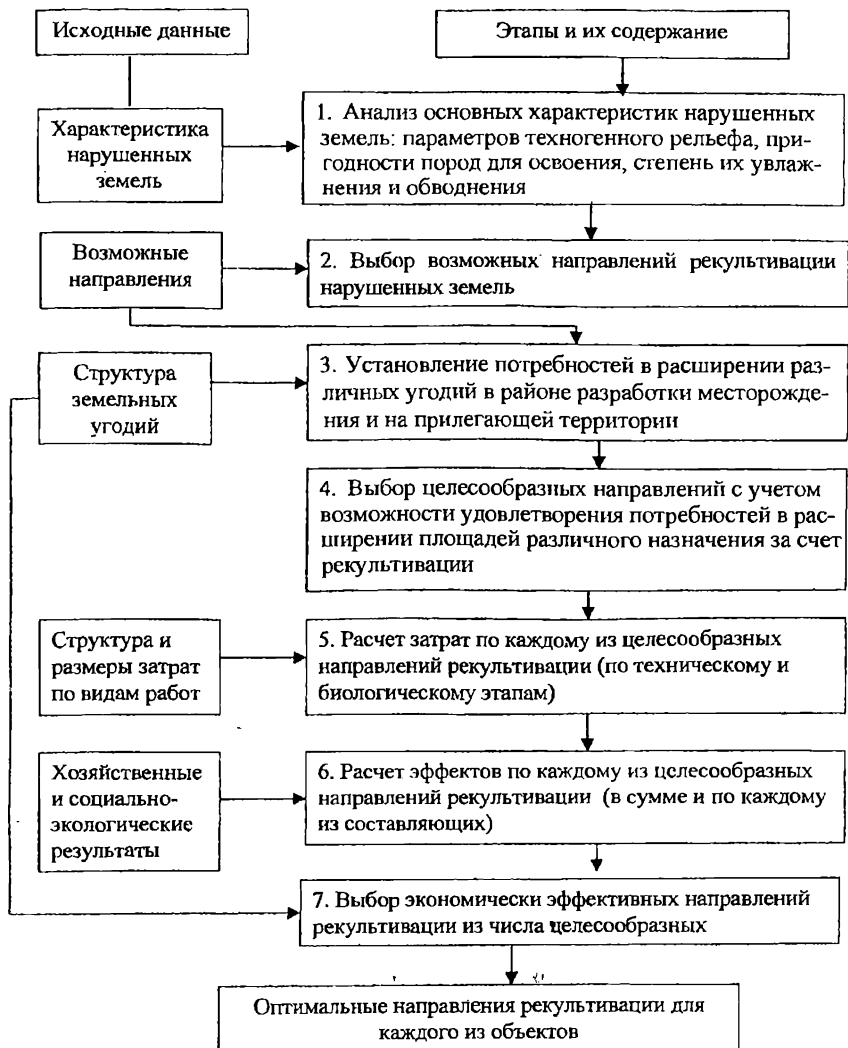 Исходные данные
Этапы и их содержание
Характеристика
нарушенных
земель
1. Анализ основных характеристик нарушенных
земель: параметров техногенного рельефа, при-
годности пород для освоения, степень их увлаж-
нения и обводнения
Возможные
направления
2. Выбор возможных направлений рекультивации
нарушенных земель
Структура
земельных
угодий
3. Установление потребностей в расширении раз-
личных угодий в районе разработки месторожде-
ния и на прилегающей территории
4. Выбор целесообразных направлений с учетом
возможности удовлетворения потребностей в рас-
ширении площадей различного назначения за счет
рекультивации
Структура и
размеры затрат
по видам работ
5. Расчет затрат по каждому из целесообразных
направлений рекультивации (по техническому и
биологическому этапам)
Хозяйственные
и социально-
экологические
результаты
6. Расчет эффектов по каждому из целесообразных
направлений рекультивации (в сумме и по каждому
из составляющих)
7. Выбор экономически эффективных направлений
рекультивации из числа целесообразных
Оптимальные направления рекультивации для
каждого из объектов